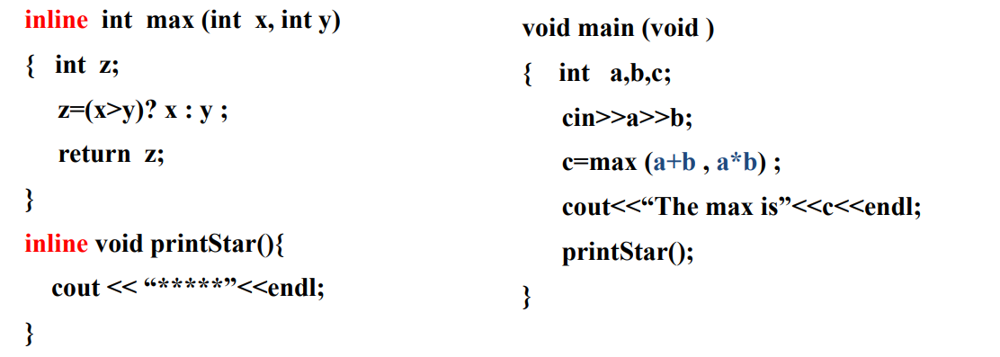 inline int max (int x, int y)
{ int z;
z=(x>y)? x : y ;
return z;
}
inline void printStar(){
cout << “*****”<<endl;
}
void main (void )
{ int a,b,c;
cin>>a>>b;
c=max (a+b , a*b) ;
cout<<“The max is”<<c<<endl;
printStar();
}